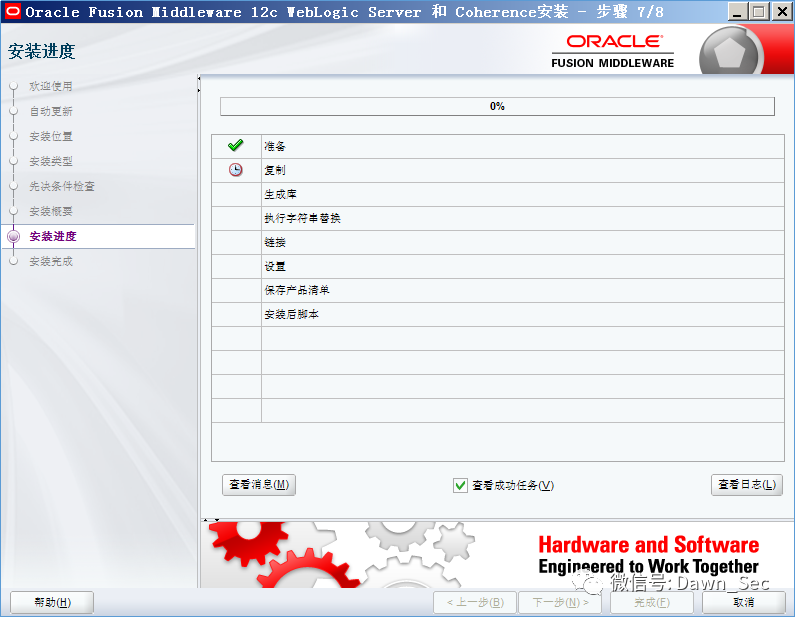 Oracle Fusion Middleware 12c WebLogic Server 和 Coherence安装 - 步骤 7/8
安装进度
ORACLE
FUSION MIDDLEWARE
欢迎使用
自动更新
安装位置
安装类型
先决条件检查
安装概要
安装进度
安装完成
0%
准备
复制
生成库
执行字符串替换
链接
设置
保存产品清单
安装后脚本
查看消息(M)
查看成功任务(V)
查看日志(L)
Hardware and Software
Engineered to Work Together
微信号: Dawn_Sec
帮助(H)
< 上一步(B)
下一步(N) >
完成(F)
取消